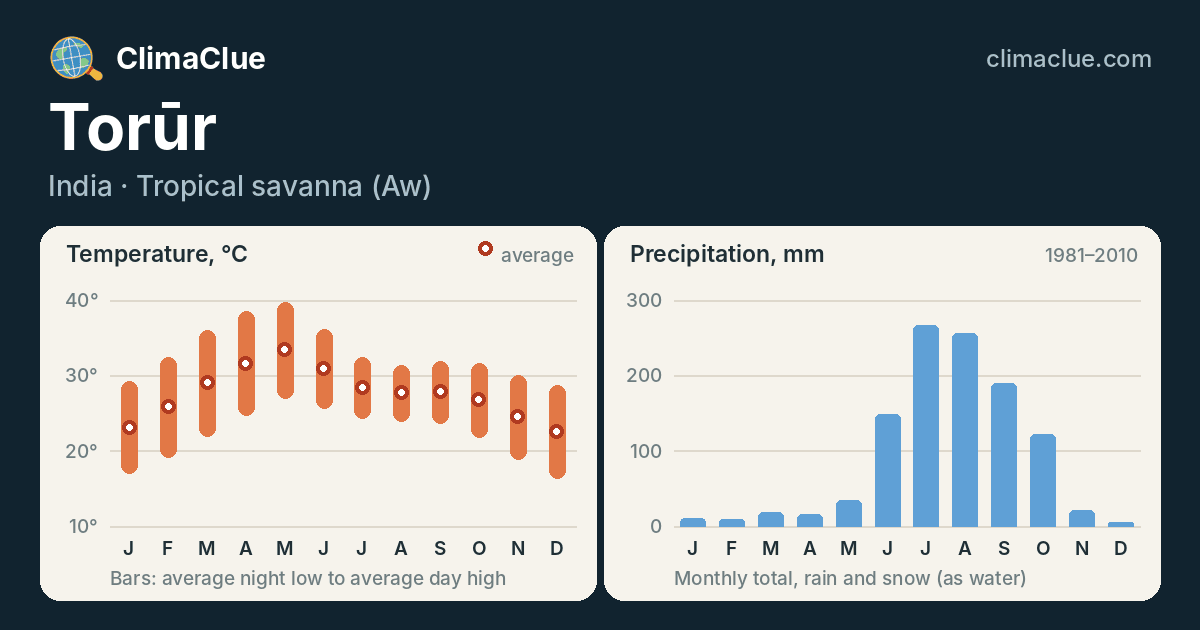 ClimaClue
climaclue.com
Torūr
India · Tropical savanna (Aw)
Temperature, °C
average
40°
30°
20°
10°
J F M A M J J A S O N D
Bars: average night low to average day high
Precipitation, mm
1981–2010
300
200
100
0
J F M A M J J A S O N D
Monthly total, rain and snow (as water)